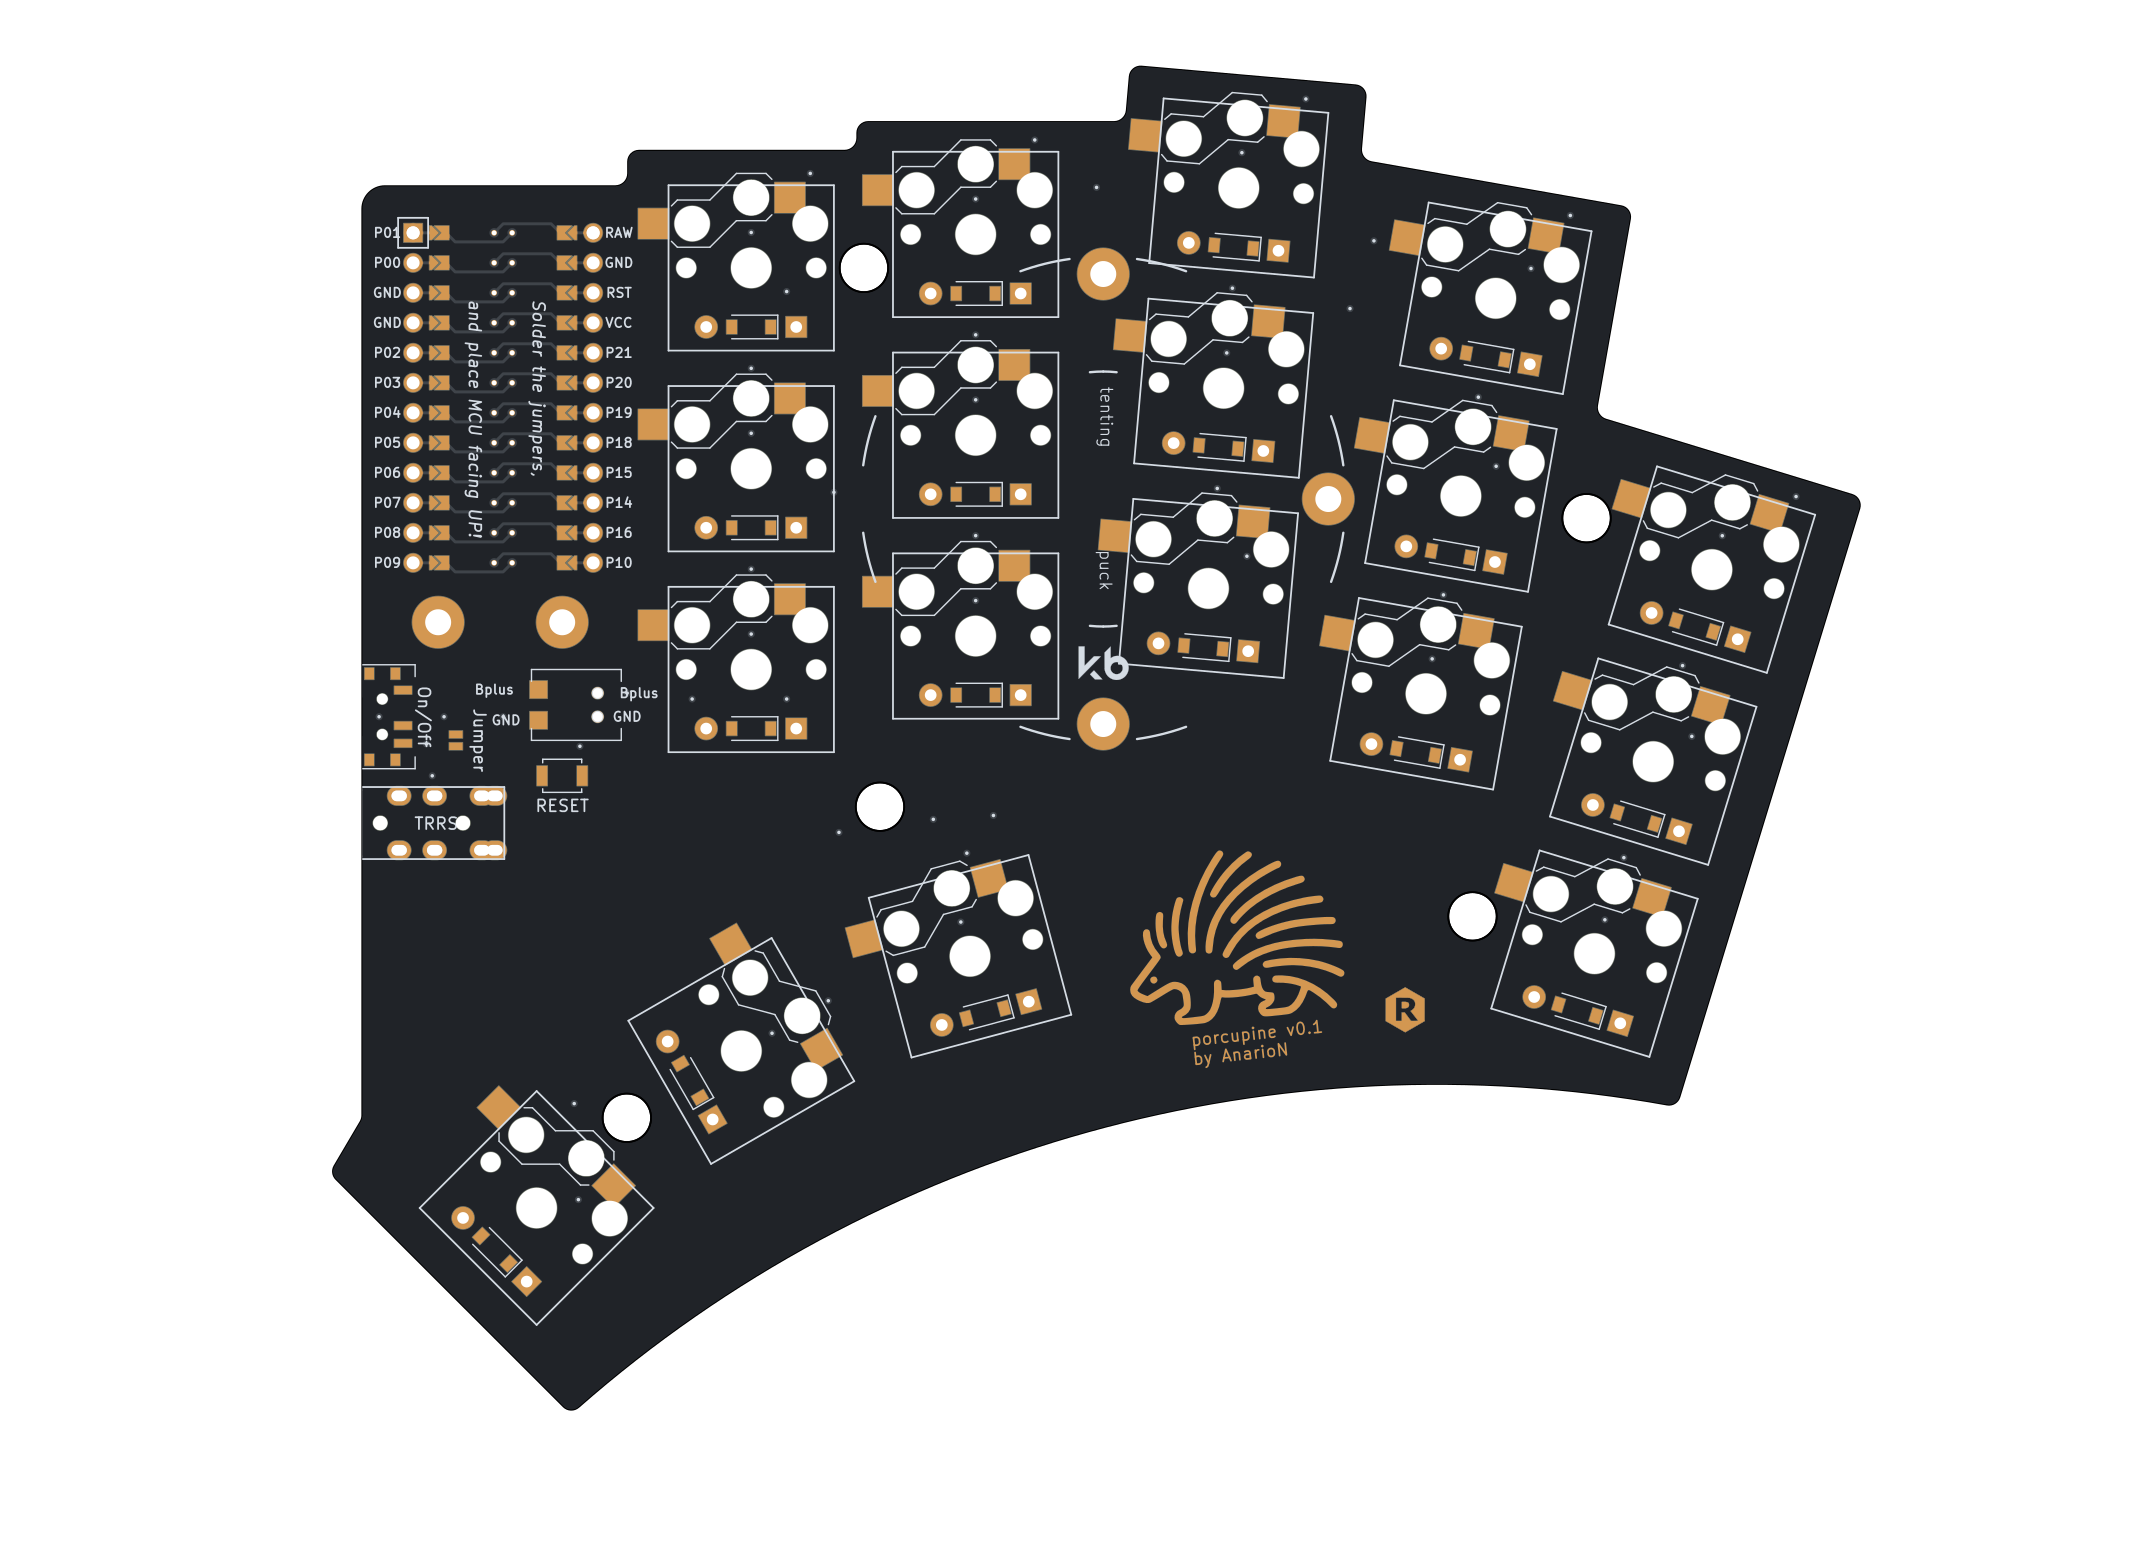 P01 RAW
P00 GND
GND RST
GND VCC
P02 P21
P03 P20
P04 P19
P05 P18
P06 P15
P07 P14
P08 P16
P09 P10
Solder the jumpers,
and place MCU facing UP!
tenting
puck
kb
On/Off
Jumper
Bplus Bplus
GND GND
RESET
TRRS
R
porcupine v0.1
by AnarioN